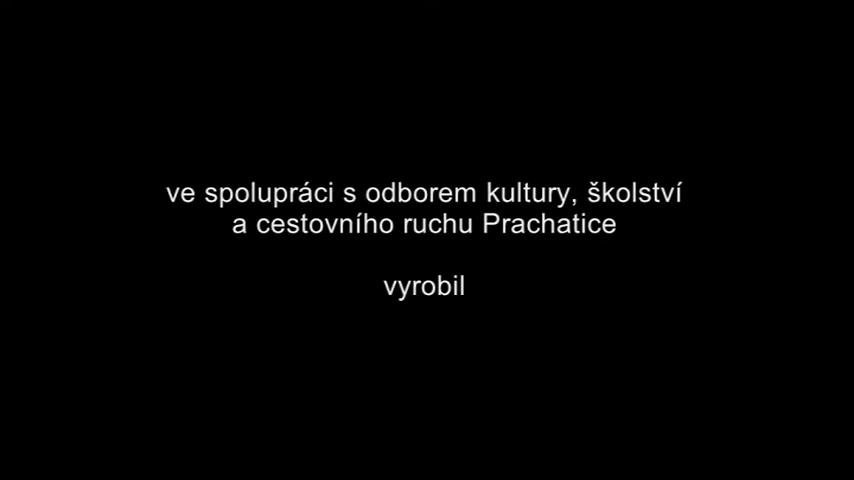 ve spolupráci s odborem kultury, školství
a cestovního ruchu Prachatice
vyrobil